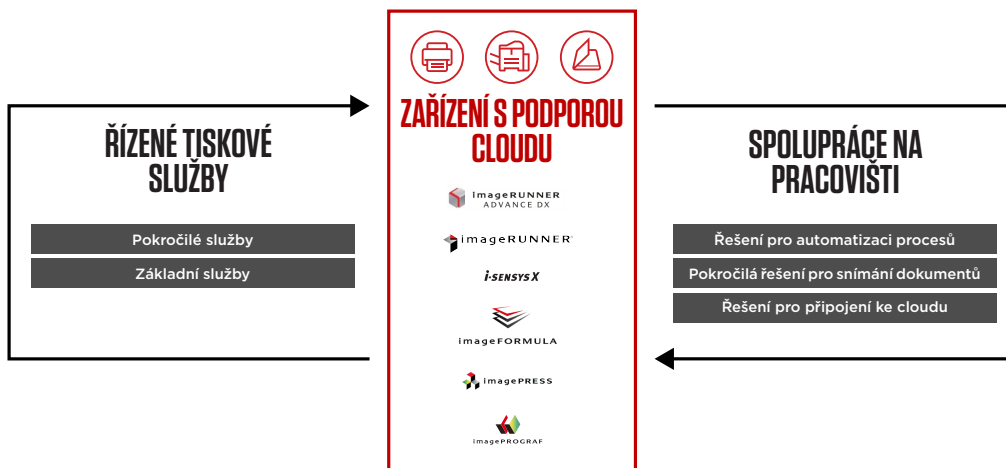 ŘÍZENÉ TISKOVÉ
SLUŽBY
Pokročilé služby
Základní služby
ZAŘÍZENÍ S PODPOROU
CLOUDU
imageRUNNER
ADVANCE DX
imageRUNNER
i-SENSYS X
imageFORMULA
imagePRESS
imagePROGRAF
SPOLUPRÁCE NA
PRACOVIŠTI
Řešení pro automatizaci procesů
Pokročilá řešení pro snímání dokumentů
Řešení pro připojení ke cloudu